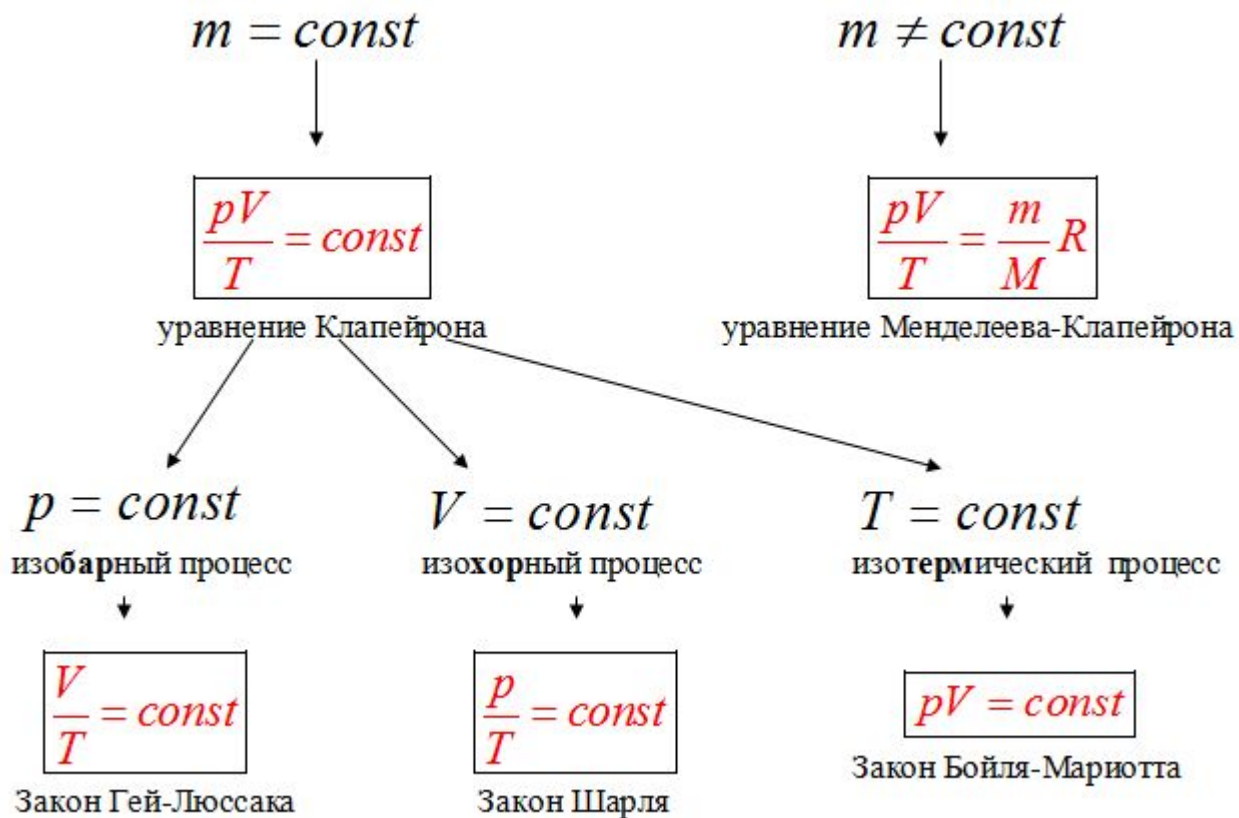 m = const
m ≠ const
pV/T = const
pV/T = m/M R
уравнение Клапейрона
уравнение Менделеева-Клапейрона
p = const
V = const
T = const
изобарный процесс
изохорный процесс
изотермический процесс
V/T = const
p/T = const
pV = const
Закон Гей-Люссака
Закон Шарля
Закон Бойля-Мариотта